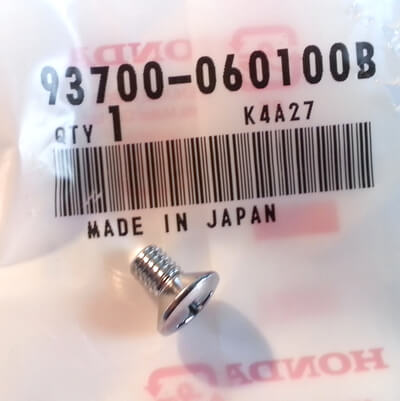 HONDA
93700-060100B
QTY 1 K4A27
MADE IN JAPAN
HONDA